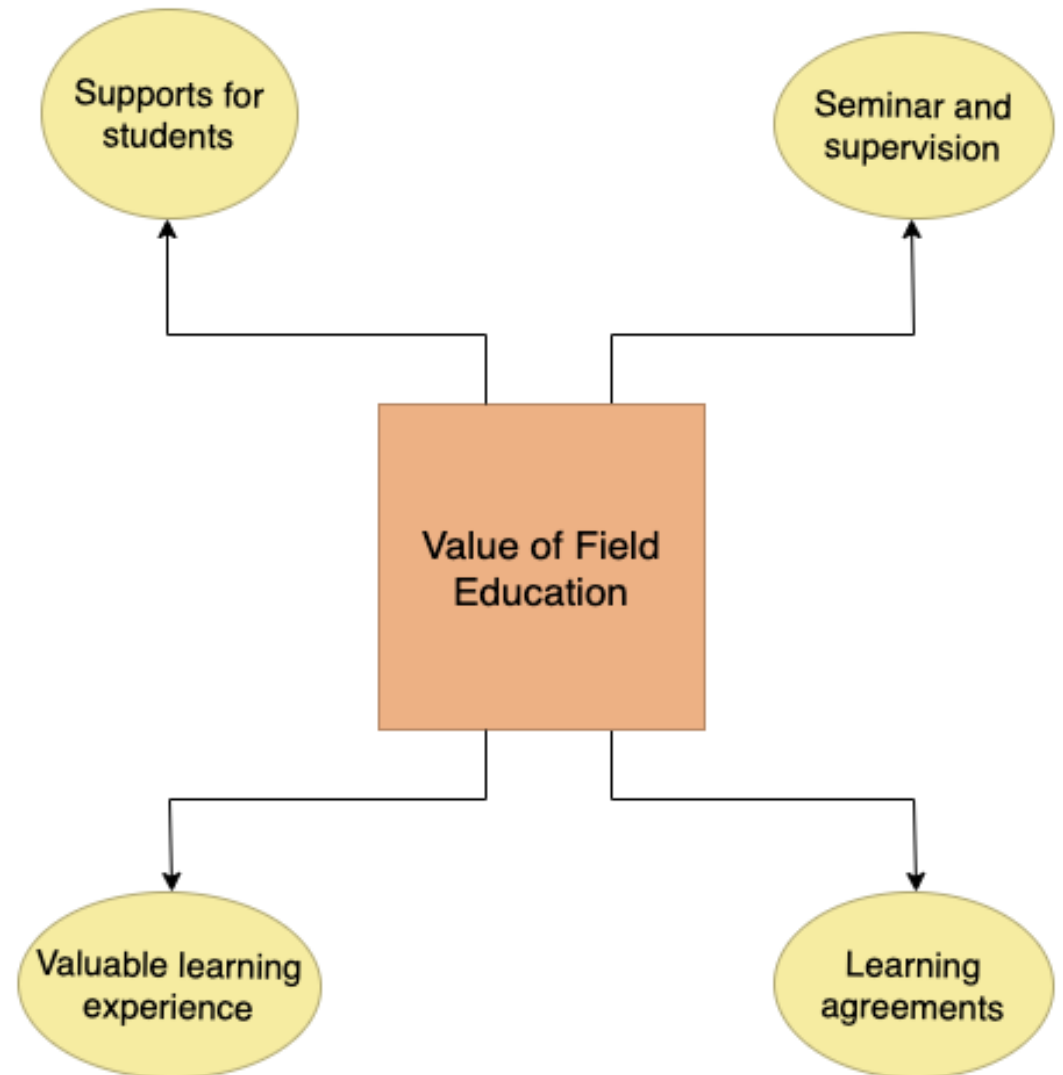 Supports for
students
Seminar and
supervision
Value of Field
Education
Valuable learning
experience
Learning
agreements